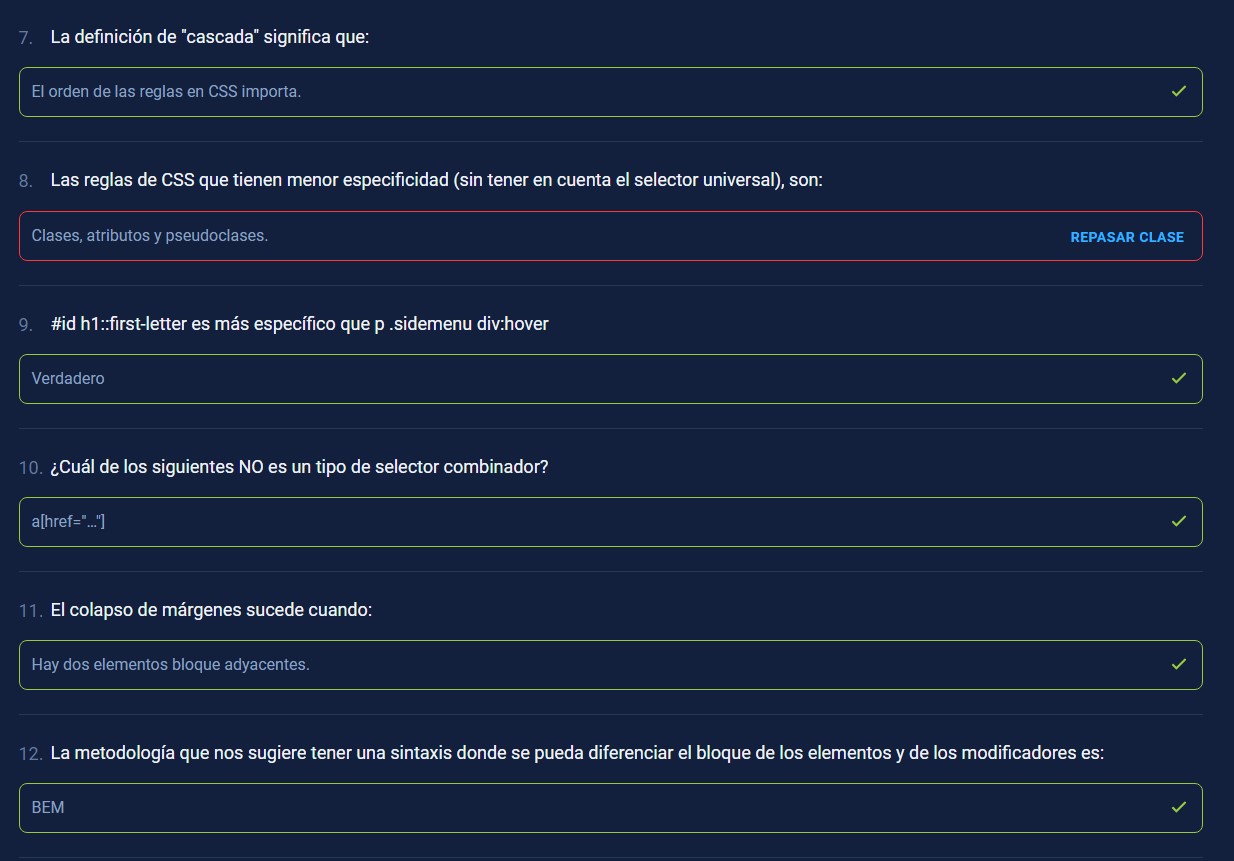 7. La definición de "cascada" significa que:
El orden de las reglas en CSS importa.
8. Las reglas de CSS que tienen menor especificidad (sin tener en cuenta el selector universal), son:
Clases, atributos y pseudoclases.
REPASAR CLASE
9. #id h1::first-letter es más específico que p .sidemenu div:hover
Verdadero
10. ¿Cuál de los siguientes NO es un tipo de selector combinador?
a[href="…"]
11. El colapso de márgenes sucede cuando:
Hay dos elementos bloque adyacentes.
12. La metodología que nos sugiere tener una sintaxis donde se pueda diferenciar el bloque de los elementos y de los modificadores es:
BEM